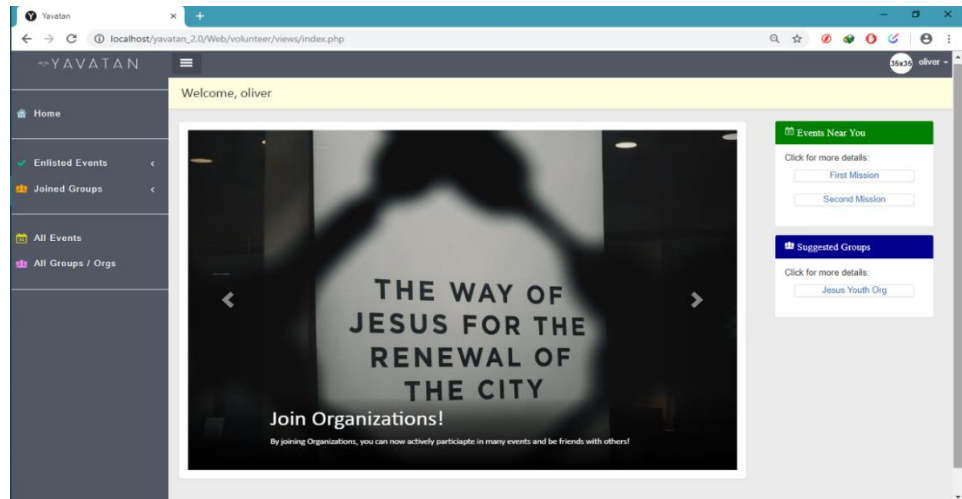 Yavatan
localhost/yavatan_2.0/Web/volunteer/views/index.php
YAVATAN
35x35 oliver
Welcome, oliver
Home
Enlisted Events
Joined Groups
All Events
All Groups / Orgs
THE WAY OF
JESUS FOR THE
RENEWAL OF
THE CITY
Join Organizations!
By joining Organizations, you can now actively particiapte in many events and be friends with others!
Events Near You
Click for more details:
First Mission
Second Mission
Suggested Groups
Click for more details:
Jesus Youth Org